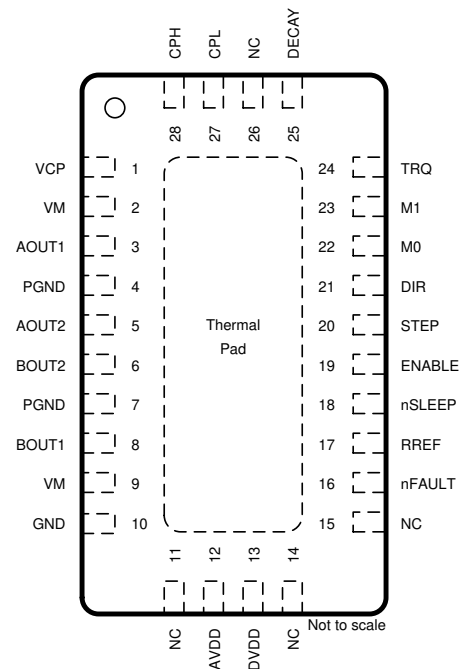 CPH
CPL
NC
DECAY
28
27
26
25
VCP 1
24 TRQ
VM 2
23 M1
AOUT1 3
22 M0
PGND 4
21 DIR
AOUT2 5
20 STEP
BOUT2 6
19 ENABLE
PGND 7
18 nSLEEP
BOUT1 8
17 RREF
VM 9
16 nFAULT
GND 10
15 NC
Thermal
Pad
11
12
13
14
NC
AVDD
DVDD
NC
Not to scale